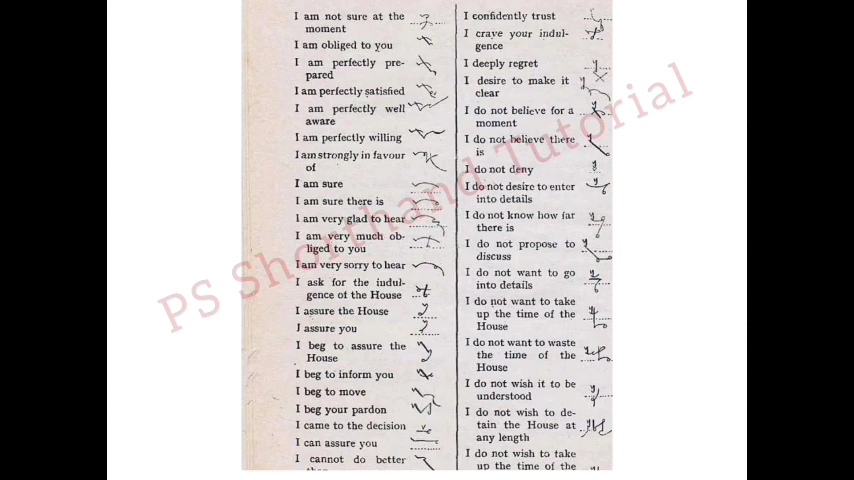 I am not sure at the
moment
I am obliged to you
I am perfectly pre-
pared
I am perfectly satisfied
I am perfectly well
aware
I am perfectly willing
I am strongly in favour
of
I am sure
I am sure there is
I am very glad to hear
I am very much ob-
liged to you
I am very sorry to hear
I ask for the indul-
gence of the House
I assure the House
I assure you
I beg to assure the
House
I beg to inform you
I beg to move
I beg your pardon
I came to the decision
I can assure you
I cannot do better
I confidently trust
I crave your indul-
gence
I deeply regret
I desire to make it
clear
I do not believe for a
moment
I do not believe there
is
I do not deny
I do not desire to enter
into details
I do not know how far
there is
I do not propose to
discuss
I do not want to go
into details
I do not want to take
up the time of the
House
I do not want to waste
the time of the
House
I do not wish it to be
understood
I do not wish to de-
tain the House at
any length
I do not wish to take
up the time of the
PS Shorthand Tutorial